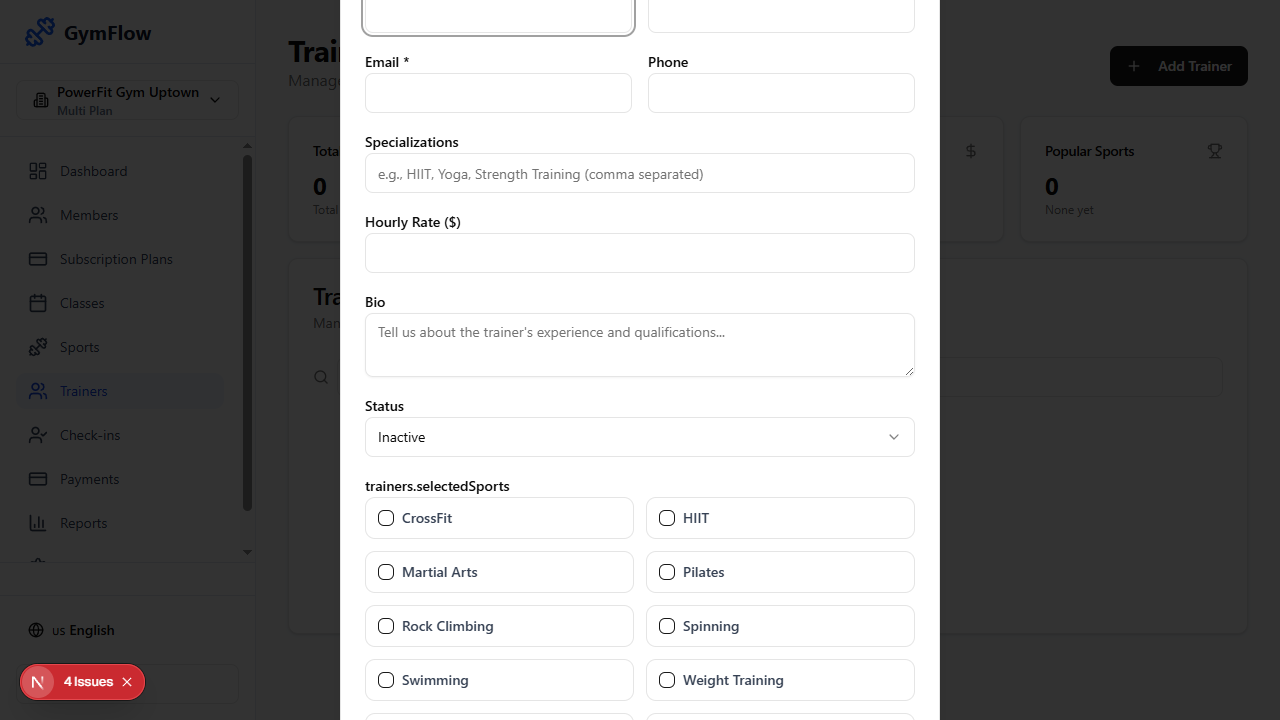 GymFlow
PowerFit Gym Uptown
Multi Plan
Dashboard
Members
Subscription Plans
Classes
Sports
Trainers
Check-ins
Payments
Reports
us English
4 Issues
Trai
Manage
Add Trainer
Tota
0
Total
$
Popular Sports
0
None yet
Tra
Man
Email *
Phone
Specializations
e.g., HIIT, Yoga, Strength Training (comma separated)
Hourly Rate ($)
Bio
Tell us about the trainer's experience and qualifications...
Status
Inactive
trainers.selectedSports
CrossFit
HIIT
Martial Arts
Pilates
Rock Climbing
Spinning
Swimming
Weight Training